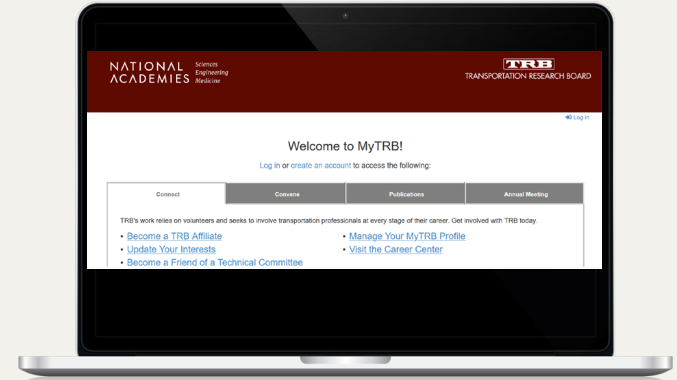 NATIONAL ACADEMIES
Sciences
Engineering
Medicine
TRB
TRANSPORTATION RESEARCH BOARD
Log in
Welcome to MyTRB!
Log in or create an account to access the following:
Connect
Convene
Publications
Annual Meeting
TRB's work relies on volunteers and seeks to involve transportation professionals at every stage of their career. Get involved with TRB today.
• Become a TRB Affiliate
• Update Your Interests
• Become a Friend of a Technical Committee
• Manage Your MyTRB Profile
• Visit the Career Center